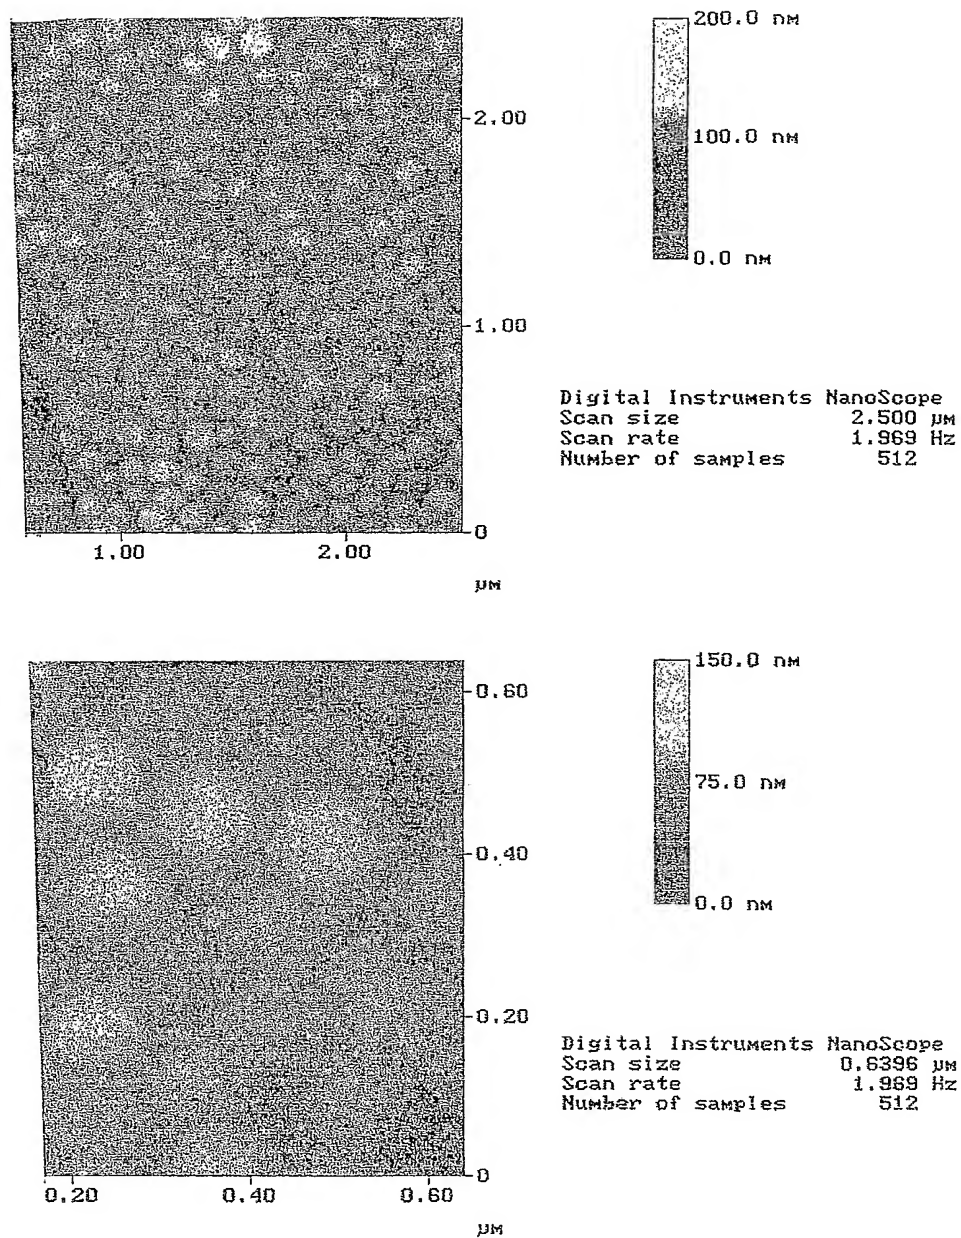 200.0 nm
2.00
100.0 nm
0.0 nm
1.00
Digital Instruments NanoScope
Scan size 2.500 µm
Scan rate 1.969 Hz
Number of samples 512
0
1.00 2.00
µm
150.0 nm
0.60
75.0 nm
0.40
0.0 nm
0.20
Digital Instruments NanoScope
Scan size 0.6396 µm
Scan rate 1.969 Hz
Number of samples 512
0
0.20 0.40 0.60
µm